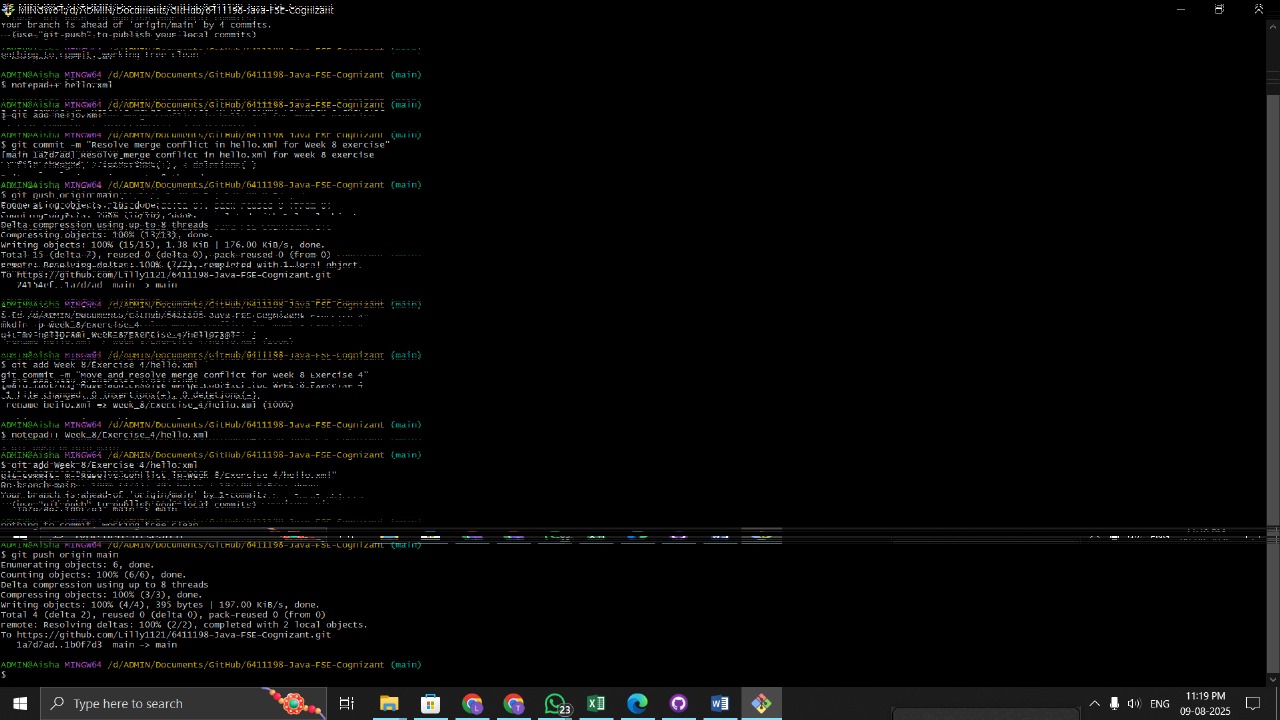 MINGW64:/d/ADMIN/Documents/GitHub/6411198-Java-FSE-Cognizant
Your branch is ahead of 'origin/main' by 4 commits.
(use "git push" to publish your local commits)
nothing to commit, working tree clean
ADMIN@Aisha MINGW64 /d/ADMIN/Documents/GitHub/6411198-Java-FSE-Cognizant (main)
$ notepad++ hello.xml
ADMIN@Aisha MINGW64 /d/ADMIN/Documents/GitHub/6411198-Java-FSE-Cognizant (main)
$ git add hello.xml
ADMIN@Aisha MINGW64 /d/ADMIN/Documents/GitHub/6411198-Java-FSE-Cognizant (main)
$ git commit -m "Resolve merge conflict in hello.xml for Week 8 exercise"
[main 1a7d7ad] Resolve merge conflict in hello.xml for week 8 exercise
ADMIN@Aisha MINGW64 /d/ADMIN/Documents/GitHub/6411198-Java-FSE-Cognizant (main)
$ git push origin main
Delta compression using up to 8 threads
Compressing objects: 100% (13/13), done.
Writing objects: 100% (15/15), 1.38 KiB | 176.00 KiB/s, done.
Total 15 (delta 7), reused 0 (delta 0), pack-reused 0 (from 0)
remote: Resolving deltas: 100% (7/7), completed with 1 local object.
To https://github.com/Lilly1121/6411198-Java-FSE-Cognizant.git
main -> main
ADMIN@Aisha MINGW64 /d/ADMIN/Documents/GitHub/6411198-Java-FSE-Cognizant (main)
mkdir -p Week_8/Exercise_4
ADMIN@Aisha MINGW64 /d/ADMIN/Documents/GitHub/6411198-Java-FSE-Cognizant (main)
$ git add Week_8/Exercise_4/hello.xml
git commit -m "Move and resolve merge conflict for week 8 Exercise 4"
1 file changed, 0 insertions(+), 0 deletions(-)
rename hello.xml => Week_8/Exercise_4/hello.xml (100%)
ADMIN@Aisha MINGW64 /d/ADMIN/Documents/GitHub/6411198-Java-FSE-Cognizant (main)
$ notepad++ Week_8/Exercise_4/hello.xml
ADMIN@Aisha MINGW64 /d/ADMIN/Documents/GitHub/6411198-Java-FSE-Cognizant (main)
$ git add Week_8/Exercise_4/hello.xml
git commit -m "Resolve conflict in Week_8/Exercise_4/hello.xml"
On branch main
Your branch is ahead of 'origin/main' by 1 commit.
(use "git push" to publish your local commits)
nothing to commit, working tree clean
ADMIN@Aisha MINGW64 /d/ADMIN/Documents/GitHub/6411198-Java-FSE-Cognizant (main)
$ git push origin main
Enumerating objects: 6, done.
Counting objects: 100% (6/6), done.
Delta compression using up to 8 threads
Compressing objects: 100% (3/3), done.
Writing objects: 100% (4/4), 395 bytes | 197.00 KiB/s, done.
Total 4 (delta 2), reused 0 (delta 0), pack-reused 0 (from 0)
remote: Resolving deltas: 100% (2/2), completed with 2 local objects.
To https://github.com/Lilly1121/6411198-Java-FSE-Cognizant.git
1a7d7ad..1b0f7d3 main -> main
ADMIN@Aisha MINGW64 /d/ADMIN/Documents/GitHub/6411198-Java-FSE-Cognizant (main)
$
Type here to search
23
ENG
11:19 PM
09-08-2025